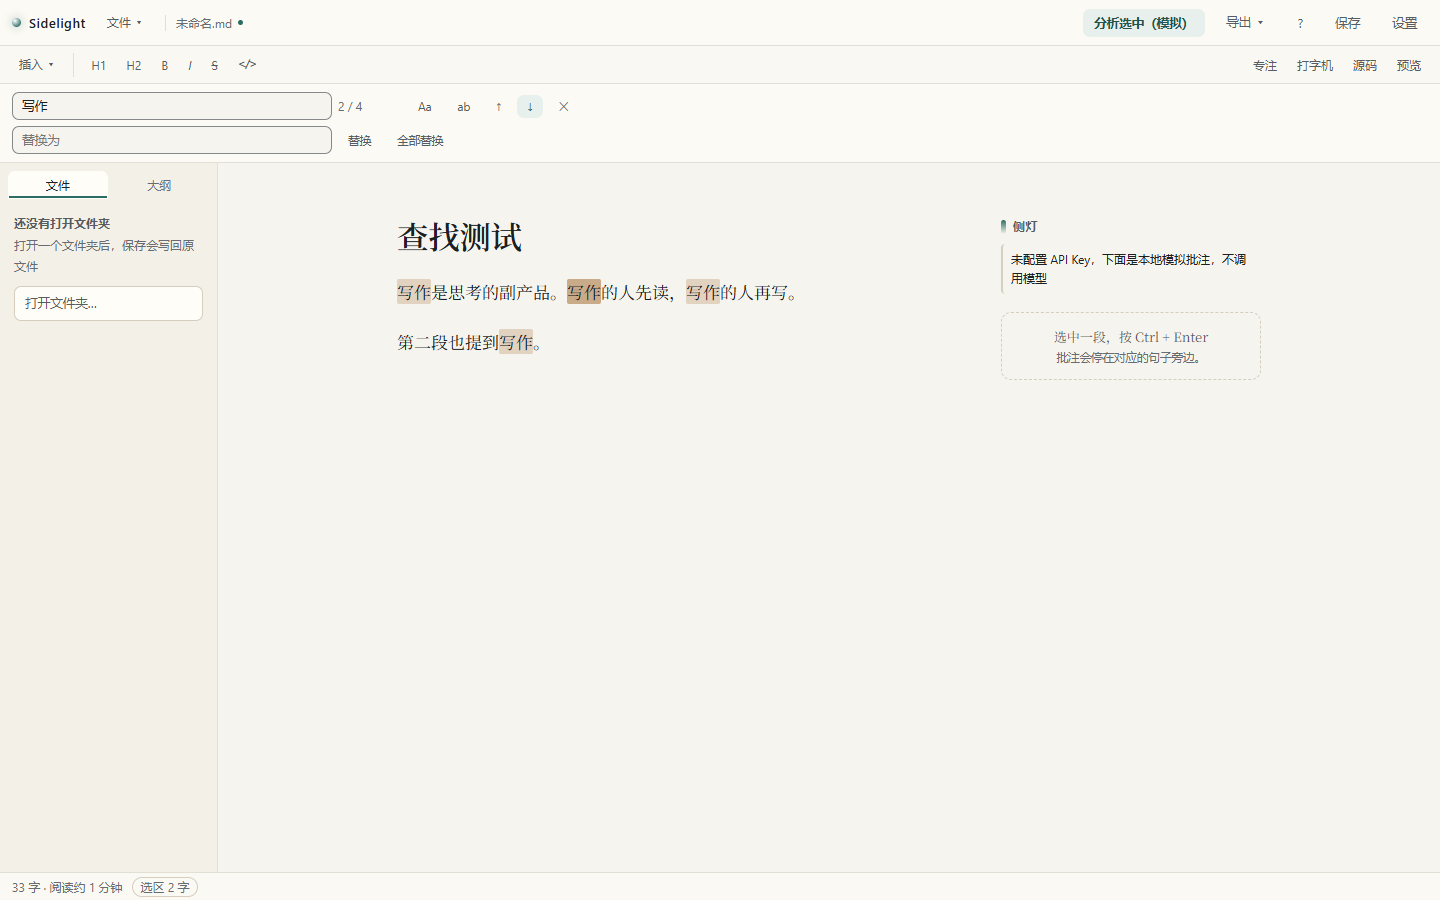 Sidelight 文件 ▾ 未命名.md ● 分析选中（模拟） 导出 ▾ ? 保存 设置
插入 ▾ H1 H2 B I S </> 专注 打字机 源码 预览
写作 2 / 4 Aa ab ↑ ↓ ×
替换为 替换 全部替换
文件 大纲
还没有打开文件夹
打开一个文件夹后，保存会写回原
文件
打开文件夹...
查找测试
写作是思考的副产品。写作的人先读，写作的人再写。
第二段也提到写作。
侧灯
未配置 API Key，下面是本地模拟批注，不调
用模型
选中一段，按 Ctrl + Enter
批注会停在对应的句子旁边。
33 字 · 阅读约 1 分钟 选区 2 字